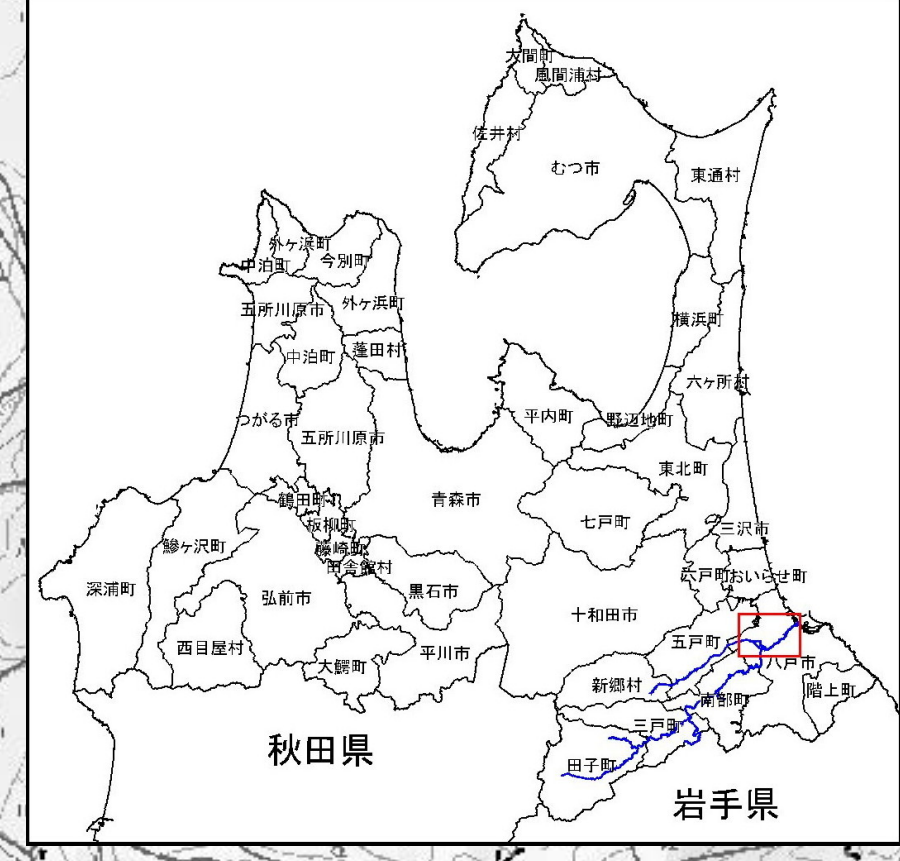 大間町
風間浦村
佐井村
むつ市
東通村
外ヶ浜町
中泊町
今別町
五所川原市
外ヶ浜町
横浜町
中泊町
蓬田村
六ヶ所村
つがる市
平内町
野辺地町
五所川原市
東北町
鶴田町
青森市
板柳町
七戸町
三沢市
鰺ヶ沢町
藤崎町
田舎館村
六戸町
おいらせ町
深浦町
弘前市
黒石市
十和田市
西目屋村
平川市
五戸町
大鰐町
八戸市
新郷村
階上町
南部町
三戸町
秋田県
田子町
岩手県